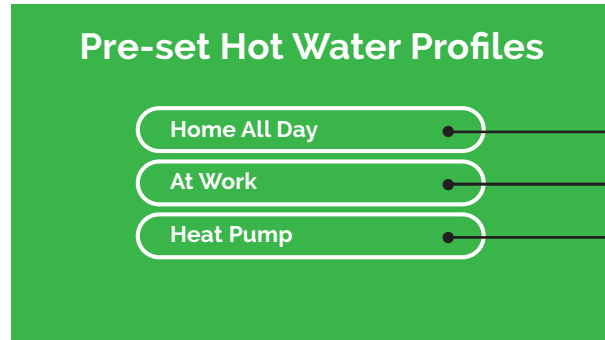 Pre-set Hot Water Profiles
Home All Day
At Work
Heat Pump